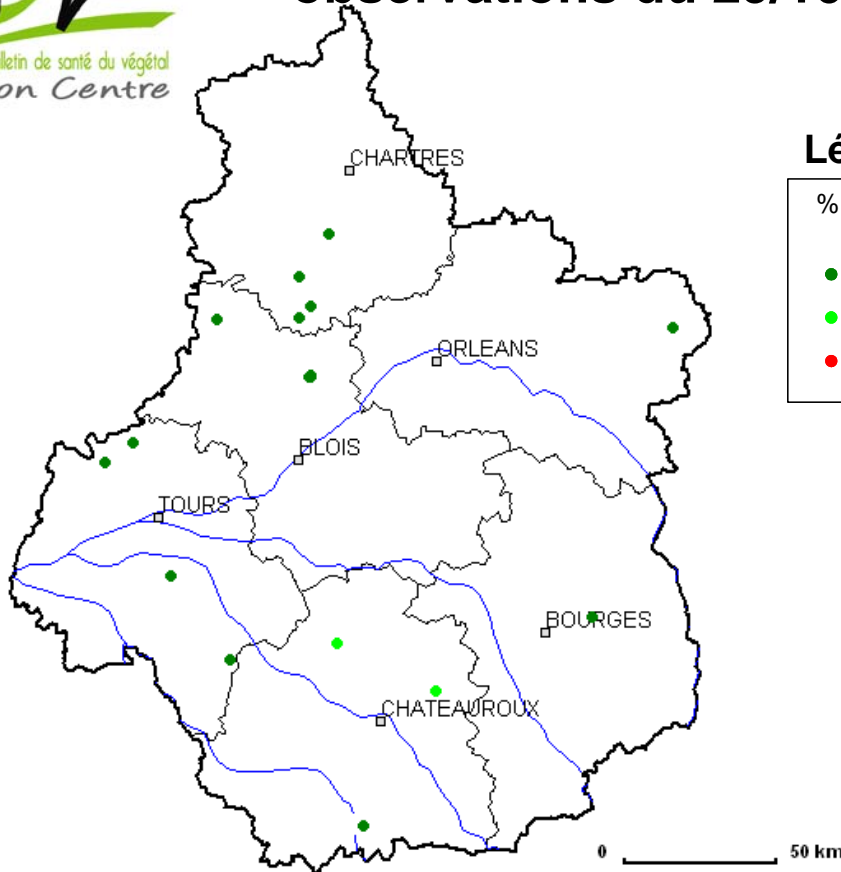 lletin de santé du végétal
on Centre
CHARTRES
%
ORLEANS
BLOIS
TOURS
BOURGES
CHATEAUROUX
0 50 km